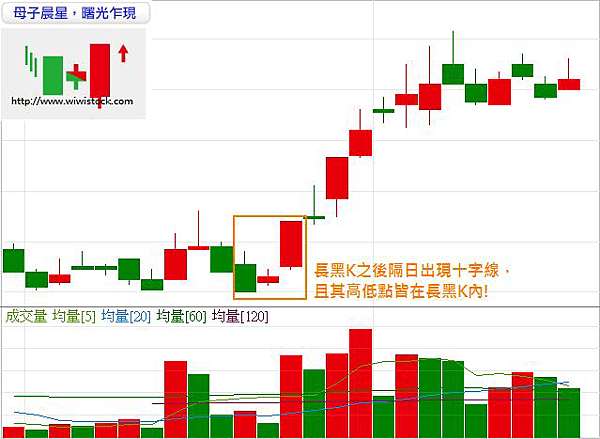 母子晨星，曙光乍現
http://www.wiwistock.com
長黑K之後隔日出現十字線，
且其高低點皆在長黑K內!
成交量 均量[5] 均量[20] 均量[60] 均量[120]